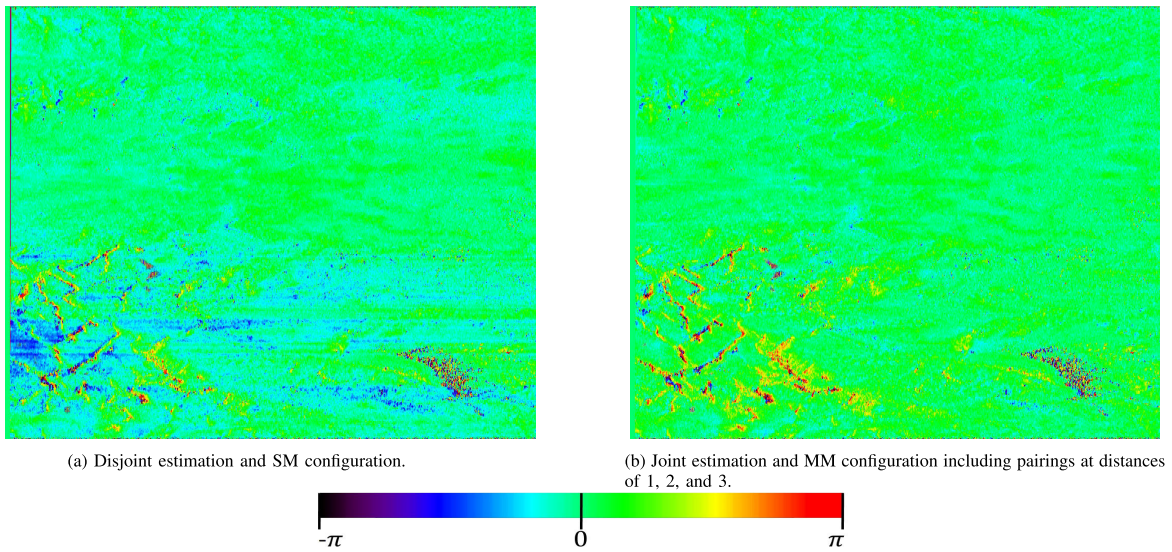 (a) Disjoint estimation and SM configuration.
(b) Joint estimation and MM configuration including pairings at distances
of 1, 2, and 3.
-π 0 π